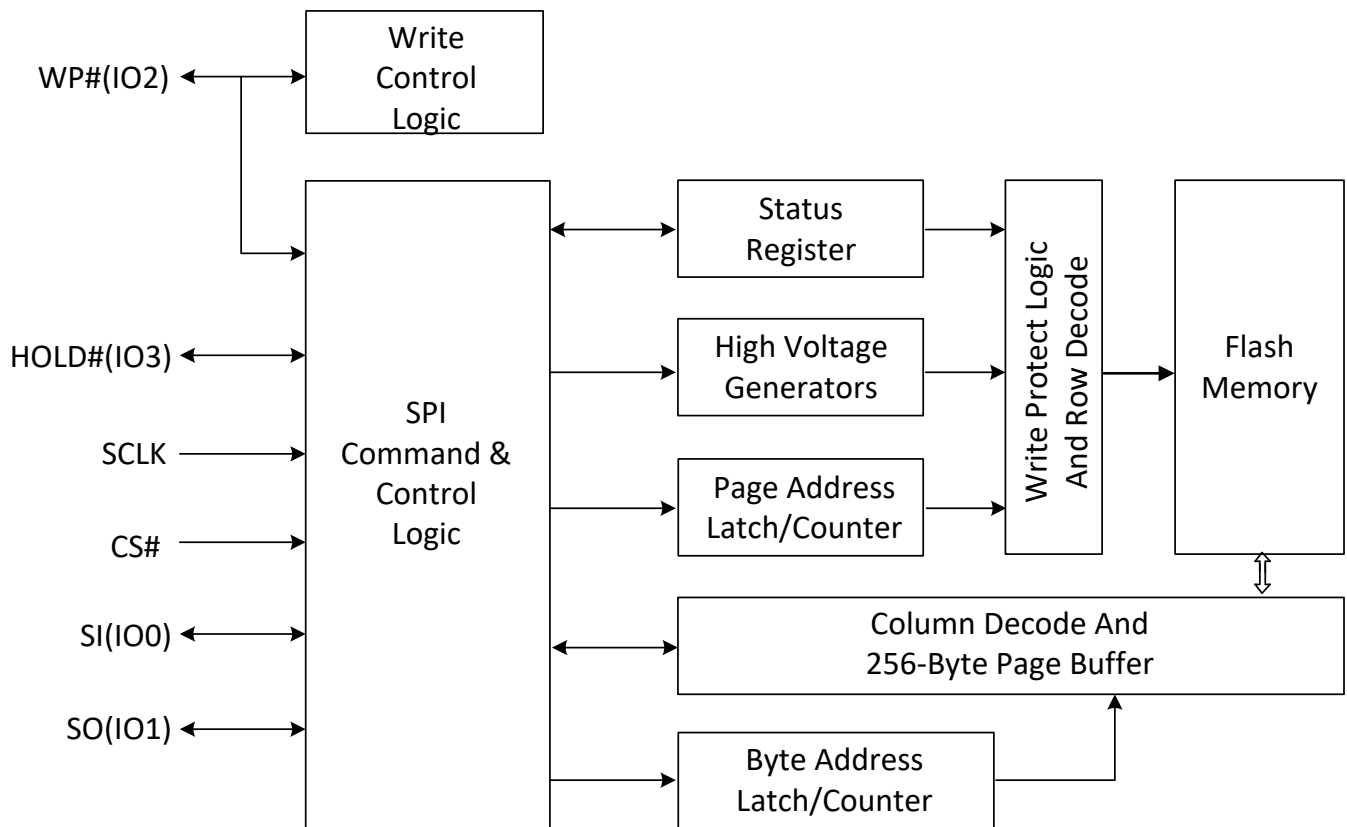 Write
Control
Logic
WP#(IO2)
HOLD#(IO3)
SCLK
CS#
SI(IO0)
SO(IO1)
SPI
Command &
Control
Logic
Status
Register
High Voltage
Generators
Page Address
Latch/Counter
Write Protect Logic
And Row Decode
Flash
Memory
Column Decode And
256-Byte Page Buffer
Byte Address
Latch/Counter